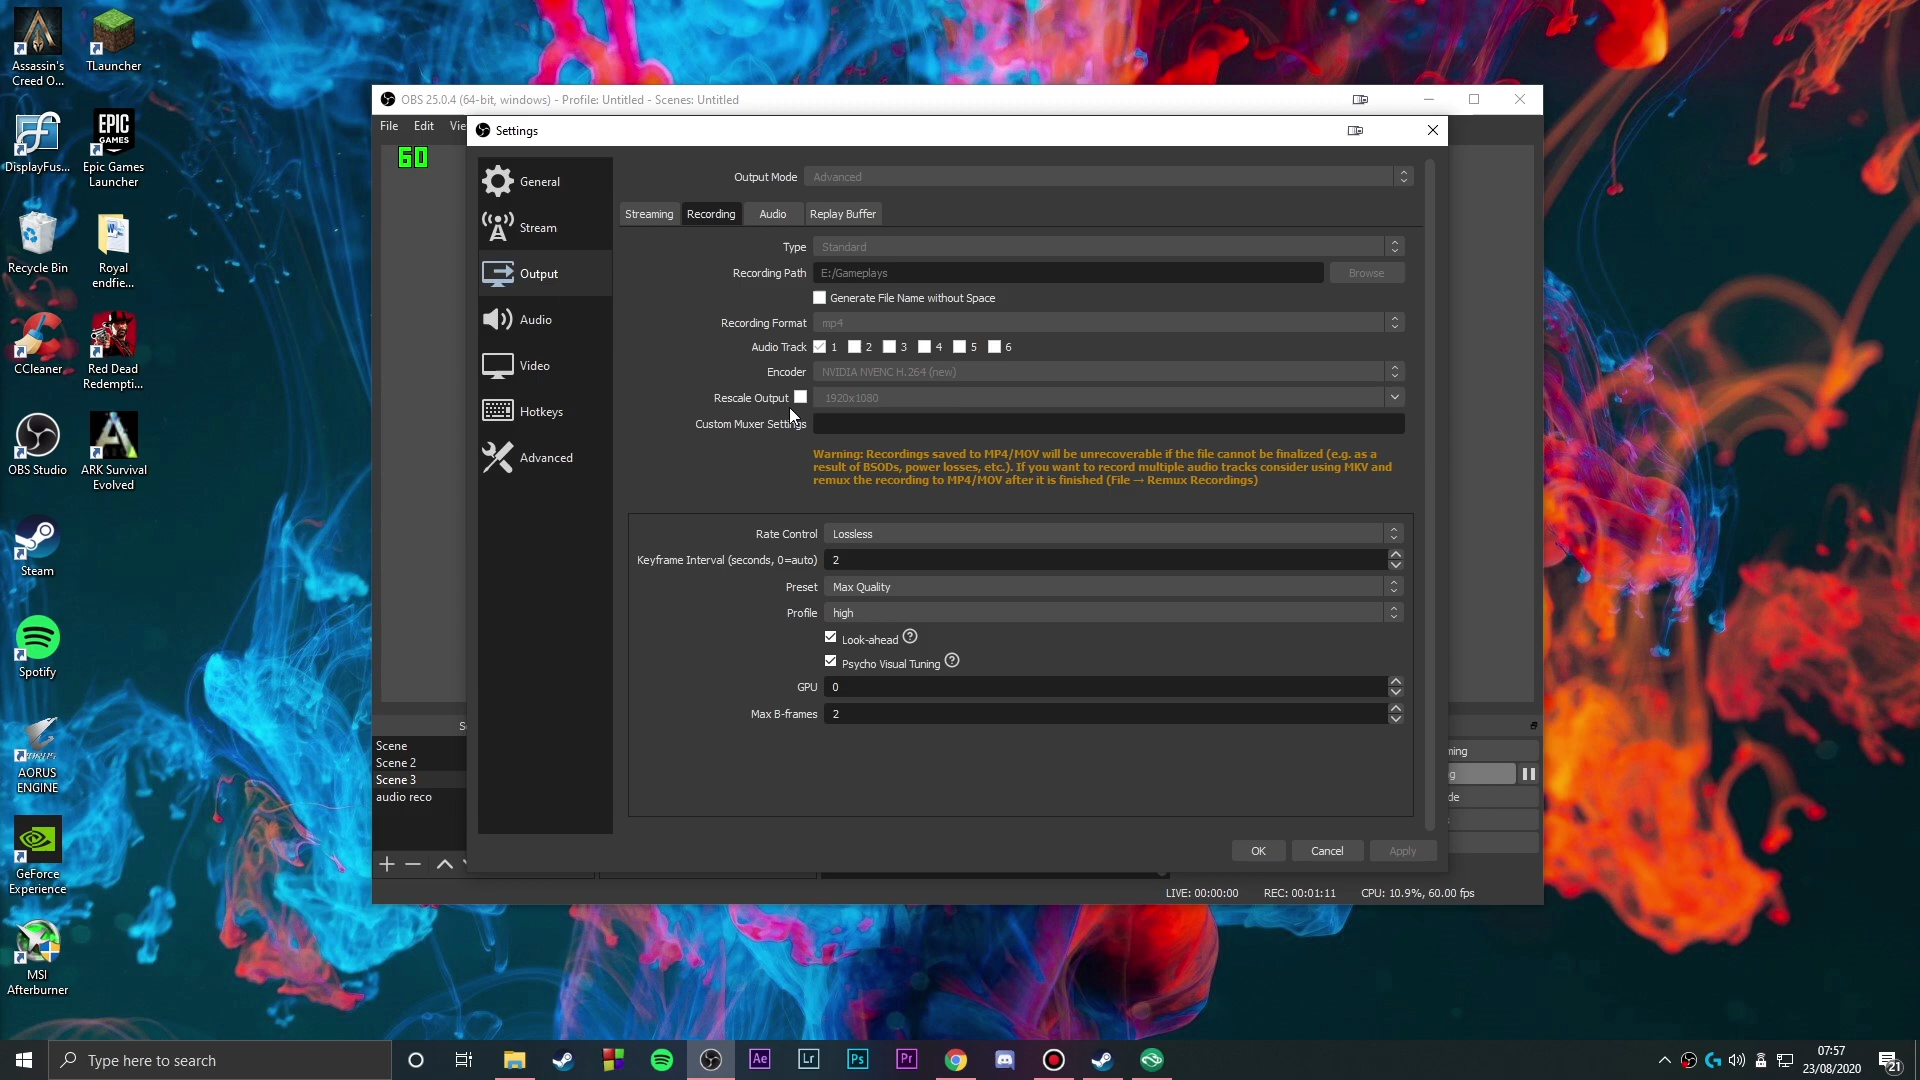 Assassin's
Creed O...
TLauncher
DisplayFus...
EPIC
GAMES
Epic Games
Launcher
Recycle Bin
Royal
endfie...
CCleaner
Red Dead
Redempti...
OBS Studio
ARK Survival
Evolved
Steam
Spotify
AORUS
ENGINE
GeForce
Experience
MSI
Afterburner
OBS 25.0.4 (64-bit, windows) - Profile: Untitled - Scenes: Untitled
File Edit Vie
60
Settings
General
Stream
Output
Audio
Video
Hotkeys
Advanced
Output Mode Advanced
Streaming Recording Audio Replay Buffer
Type Standard
Recording Path E:/Gameplays Browse
Generate File Name without Space
Recording Format mp4
Audio Track 1 2 3 4 5 6
Encoder NVIDIA NVENC H.264 (new)
Rescale Output 1920x1080
Custom Muxer Settings
Warning: Recordings saved to MP4/MOV will be unrecoverable if the file cannot be finalized (e.g. as a
result of BSODs, power losses, etc.). If you want to record multiple audio tracks consider using MKV and
remux the recording to MP4/MOV after it is finished (File → Remux Recordings)
Rate Control Lossless
Keyframe Interval (seconds, 0=auto) 2
Preset Max Quality
Profile high
Look-ahead ?
Psycho Visual Tuning ?
GPU 0
Max B-frames 2
OK Cancel Apply
S
Scene
Scene 2
Scene 3
audio reco
ming
g
de
LIVE: 00:00:00 REC: 00:01:11 CPU: 10.9%, 60.00 fps
Type here to search
Ae Lr Ps Pr
07:57
23/08/2020
21